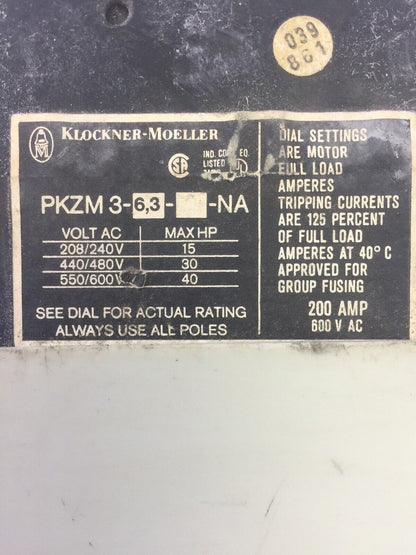 039
861
KLOCKNER-MOELLER
IND. CO EQ.
LISTED
SA
PKZM 3-6,3- -NA
VOLT AC MAX HP
208/240V 15
440/480V 30
550/600V 40
SEE DIAL FOR ACTUAL RATING
ALWAYS USE ALL POLES
DIAL SETTINGS
ARE MOTOR
FULL LOAD
AMPERES
TRIPPING CURRENTS
ARE 125 PERCENT
OF FULL LOAD
AMPERES AT 40°C
APPROVED FOR
GROUP FUSING
200 AMP
600 V AC